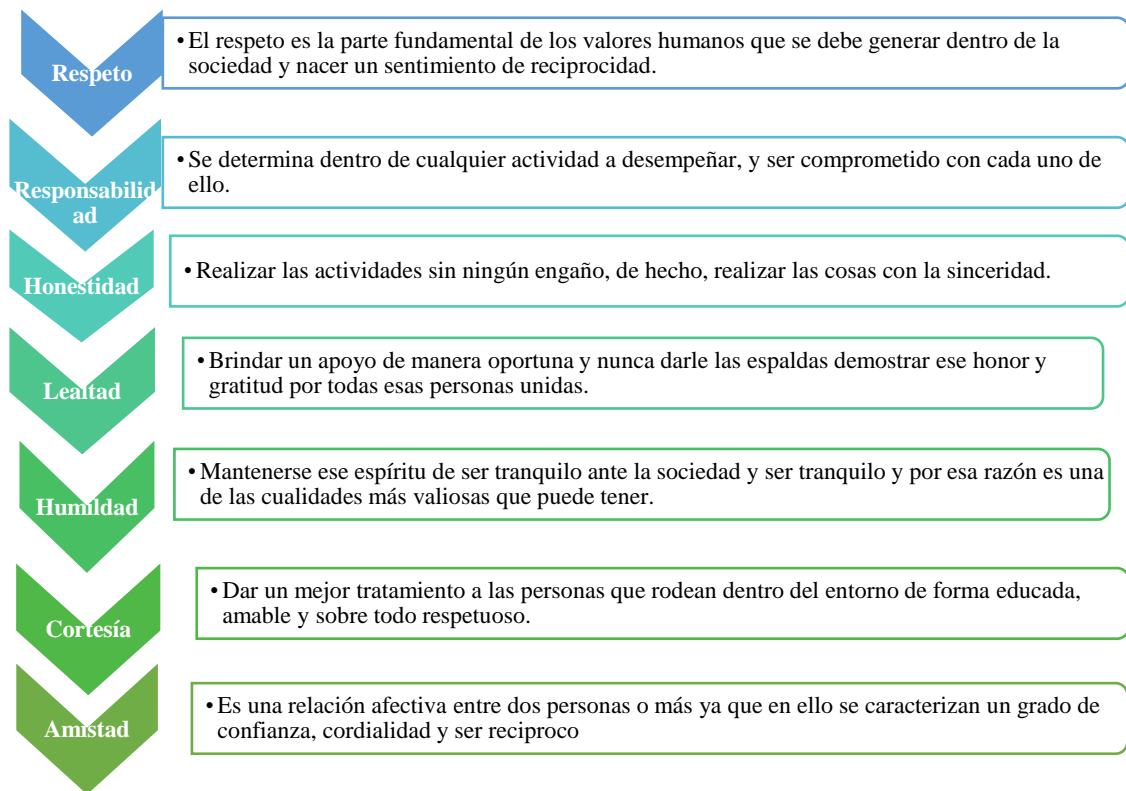 Respeto
• El respeto es la parte fundamental de los valores humanos que se debe generar dentro de la
sociedad y nacer un sentimiento de reciprocidad.
Responsabilid
ad
• Se determina dentro de cualquier actividad a desempeñar, y ser comprometido con cada uno de
ello.
Honestidad
• Realizar las actividades sin ningún engaño, de hecho, realizar las cosas con la sinceridad.
Lealtad
• Brindar un apoyo de manera oportuna y nunca darle las espaldas demostrar ese honor y
gratitud por todas esas personas unidas.
Humildad
• Mantenerse ese espíritu de ser tranquilo ante la sociedad y ser tranquilo y por esa razón es una
de las cualidades más valiosas que puede tener.
Cortesía
• Dar un mejor tratamiento a las personas que rodean dentro del entorno de forma educada,
amable y sobre todo respetuoso.
Amistad
• Es una relación afectiva entre dos personas o más ya que en ello se caracterizan un grado de
confianza, cordialidad y ser reciproco